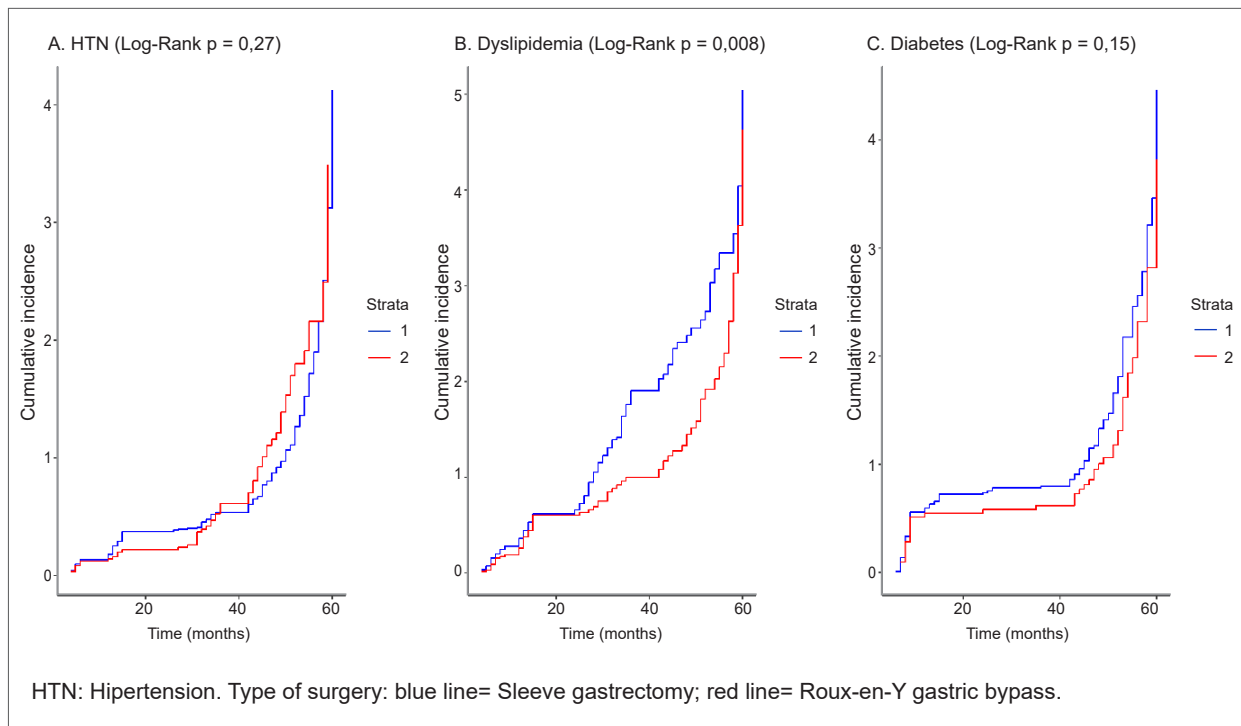 A. HTN (Log-Rank p = 0,27)
B. Dyslipidemia (Log-Rank p = 0,008)
C. Diabetes (Log-Rank p = 0,15)
Cumulative incidence
4
3
2
1
0
20
40
60
Time (months)
Strata
1
2
Cumulative incidence
5
4
3
2
1
0
20
40
60
Time (months)
Strata
1
2
Cumulative incidence
4
3
2
1
0
20
40
60
Time (months)
Strata
1
2
HTN: Hipertension. Type of surgery: blue line= Sleeve gastrectomy; red line= Roux-en-Y gastric bypass.